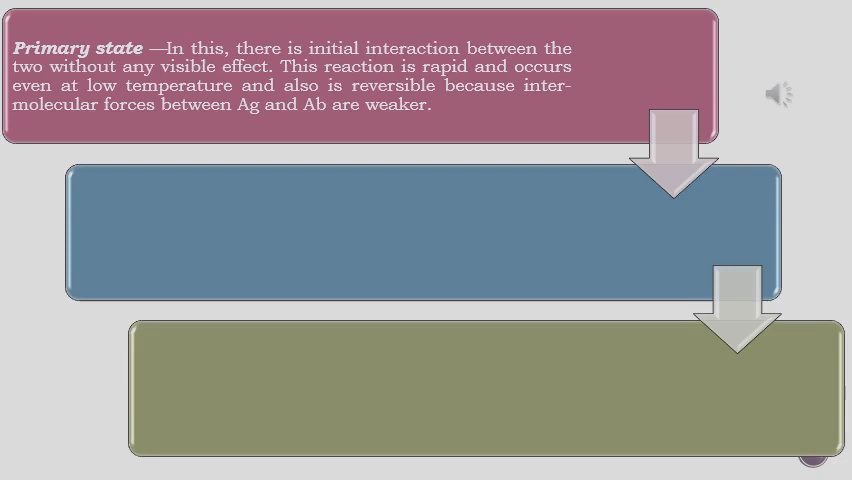 Primary state —In this, there is initial interaction between the
two without any visible effect. This reaction is rapid and occurs
even at low temperature and also is reversible because inter-
molecular forces between Ag and Ab are weaker.